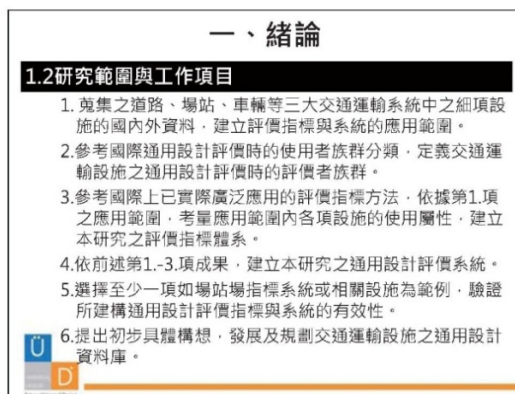 一、緒論
1.2研究範圍與工作項目
1. 蒐集之道路、場站、車輛等三大交通運輸系統中之細項設
施的國內外資料，建立評價指標與系統的應用範圍。
2.參考國際通用設計評價時的使用者族群分類，定義交通運
輸設施之通用設計評價時的評價者族群。
3.參考國際上已實際廣泛應用的評價指標方法，依據第1.項
之應用範圍，考量應用範圍內各項設施的使用屬性，建立
本研究之評價指標體系。
4.依前述第1.-3.項成果，建立本研究之通用設計評價系統。
5.選擇至少一項如場站場指標系統或相關設施為範例，驗證
所建構通用設計評價指標與系統的有效性。
6.提出初步具體構想，發展及規劃交通運輸設施之通用設計
資料庫。
Ü
D